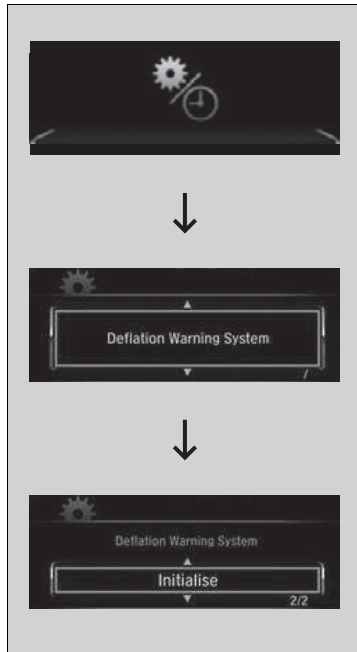 Deflation Warning System
/
Deflation Warning System
Initialise
2/2